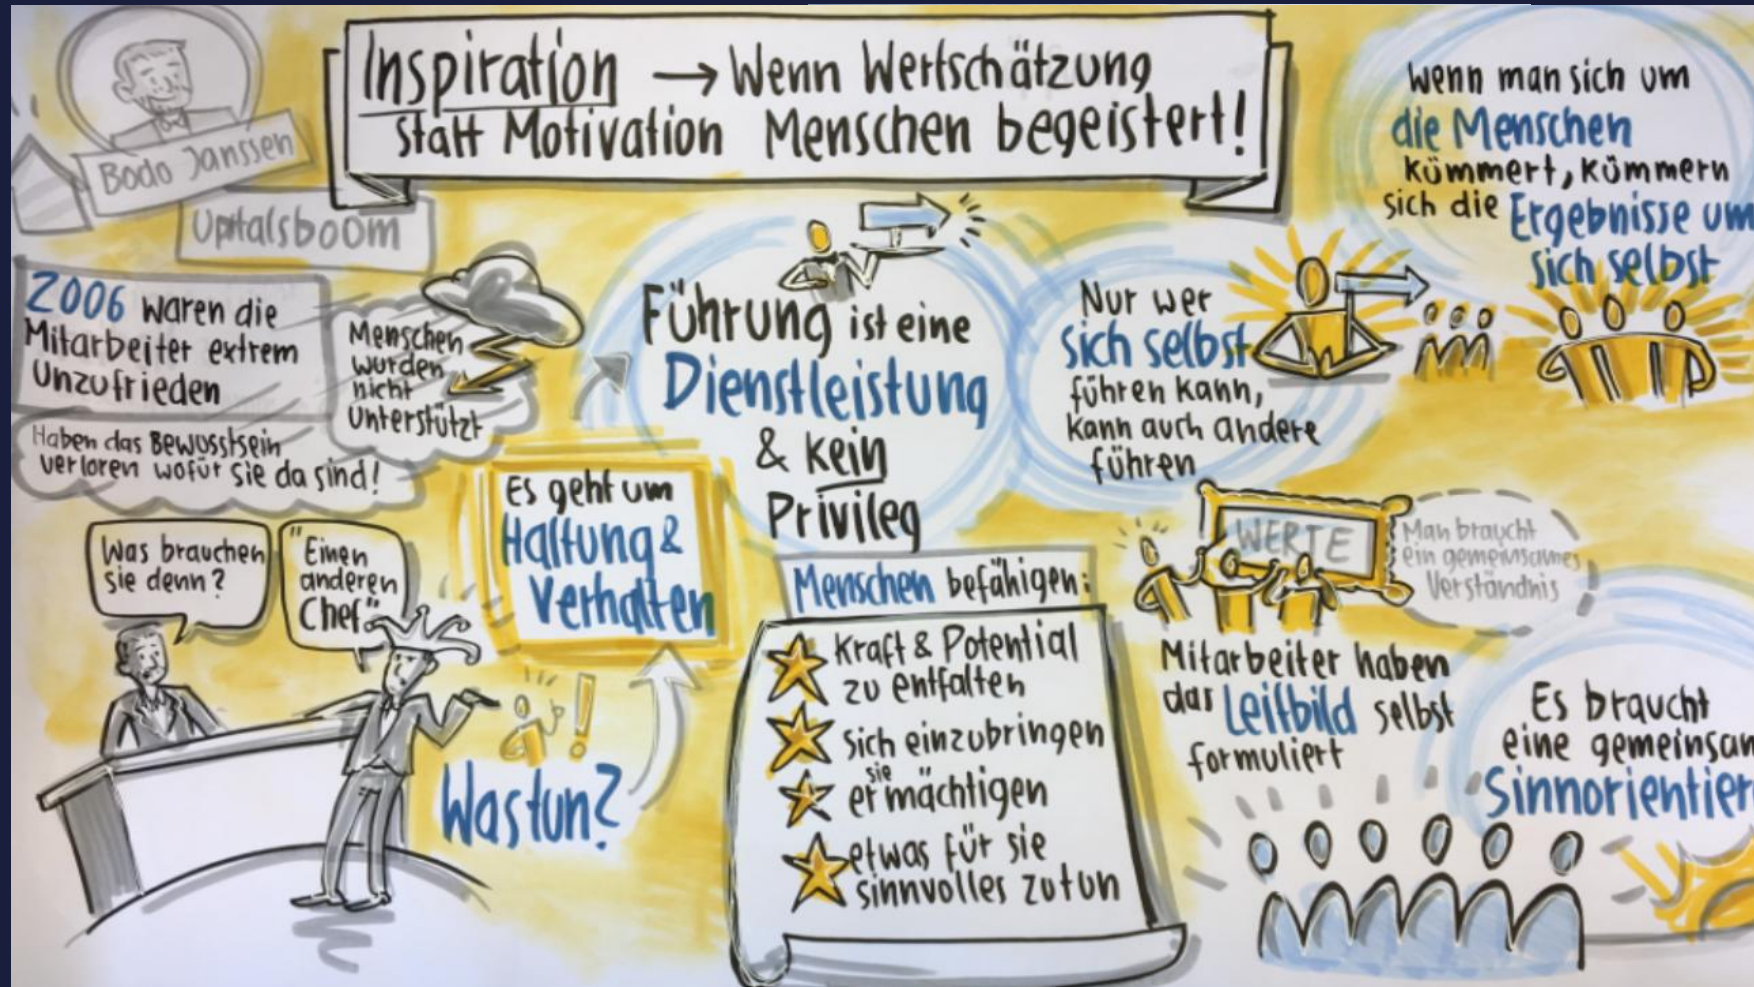 Inspiration → Wenn Wertschätzung
statt Motivation Menschen begeistert!
Bodo Janssen
Upstalsboom
2006 waren die
Mitarbeiter extrem
Unzufrieden
Menschen
wurden
nicht
Unterstützt
Haben das Bewusstsein
verloren wofür sie da sind!
Was brauchen
sie denn?
"Einen
anderen
Chef"
Was tun?
Es geht um
Haltung &
Verhalten
Führung ist eine
Dienstleistung
& kein
Privileg
Menschen befähigen:
Kraft & Potential
zu entfalten
sich einzubringen
sie
ermächtigen
etwas für sie
sinnvolles zu tun
Nur wer
sich selbst
führen kann,
kann auch andere
führen
Wenn man sich um
die Menschen
kümmert, kümmern
sich die Ergebnisse um
sich selbst
WERTE
Man braucht
ein gemeinsames
Verständnis
Mitarbeiter haben
das Leitbild selbst
formuliert
Es braucht
eine gemeinsam
Sinnorientier